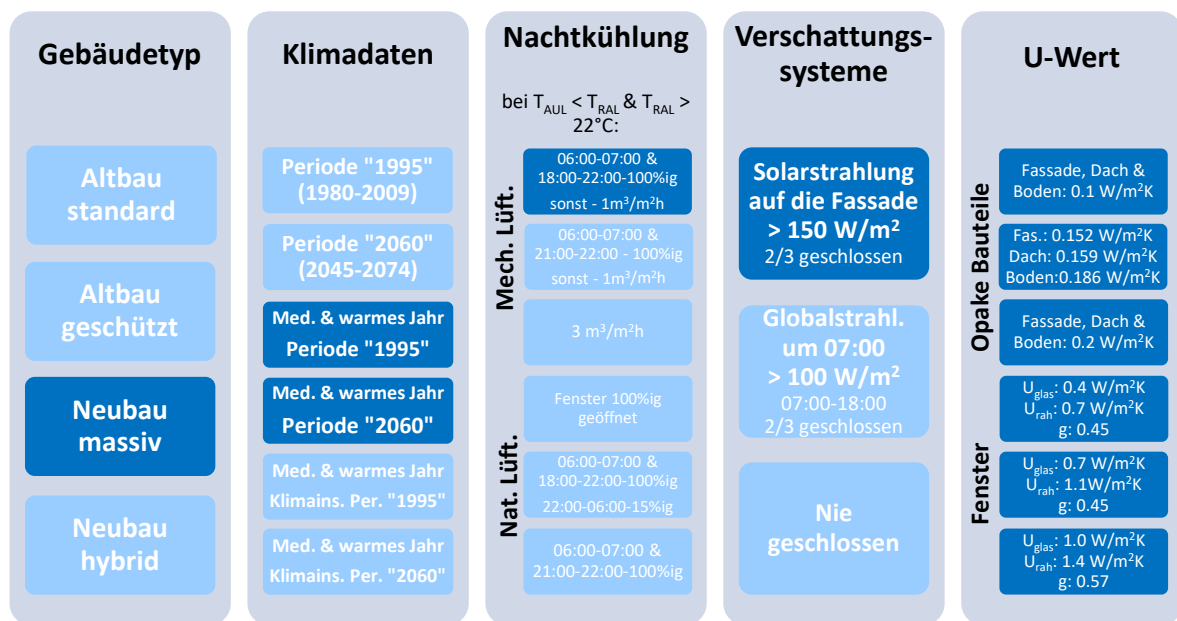 Gebäudetyp
Altbau
standard
Altbau
geschützt
Neubau
massiv
Neubau
hybrid
Klimadaten
Periode "1995"
(1980-2009)
Periode "2060"
(2045-2074)
Med. & warmes Jahr
Periode "1995"
Med. & warmes Jahr
Periode "2060"
Med. & warmes Jahr
Klimains. Per. "1995"
Med. & warmes Jahr
Klimains. Per. "2060"
Nachtkühlung
bei T_AUL < T_RAL & T_RAL >
22°C:
Mech. Lüft.
06:00-07:00 &
18:00-22:00-100%ig
sonst - 1m³/m²h
06:00-07:00 &
21:00-22:00 - 100%ig
sonst - 1m³/m²h
3 m³/m²h
Nat. Lüft.
Fenster 100%ig
geöffnet
06:00-07:00 &
18:00-22:00-100%ig
22:00-06:00-15%ig
06:00-07:00 &
21:00-22:00-100%ig
Verschattungs-
systeme
Solarstrahlung
auf die Fassade
> 150 W/m²
2/3 geschlossen
Globalstrahl.
um 07:00
> 100 W/m²
07:00-18:00
2/3 geschlossen
Nie
geschlossen
U-Wert
Opake Bauteile
Fassade, Dach &
Boden: 0.1 W/m²K
Fas.: 0.152 W/m²K
Dach: 0.159 W/m²K
Boden:0.186 W/m²K
Fassade, Dach &
Boden: 0.2 W/m²K
Fenster
U_glas: 0.4 W/m²K
U_rah: 0.7 W/m²K
g: 0.45
U_glas: 0.7 W/m²K
U_rah: 1.1W/m²K
g: 0.45
U_glas: 1.0 W/m²K
U_rah: 1.4 W/m²K
g: 0.57